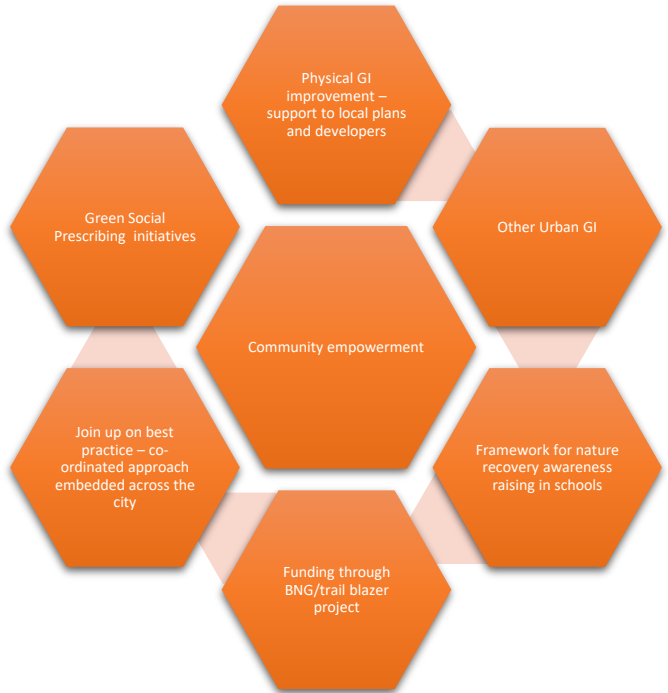 Physical GI
improvement –
support to local plans
and developers
Other Urban GI
Green Social
Prescribing initiatives
Community empowerment
Framework for nature
recovery awareness
raising in schools
Join up on best
practice – co-
ordinated approach
embedded across the
city
Funding through
BNG/trail blazer
project